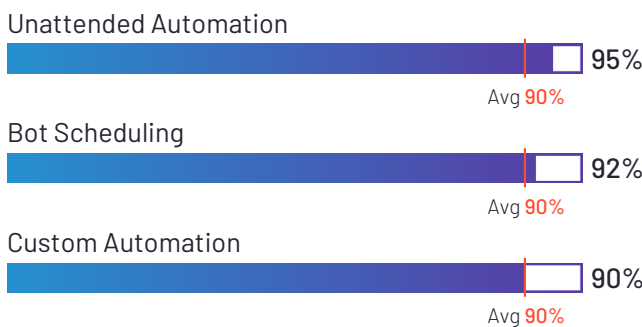 Unattended Automation
95%
Avg 90%
Bot Scheduling
92%
Avg 90%
Custom Automation
90%
Avg 90%